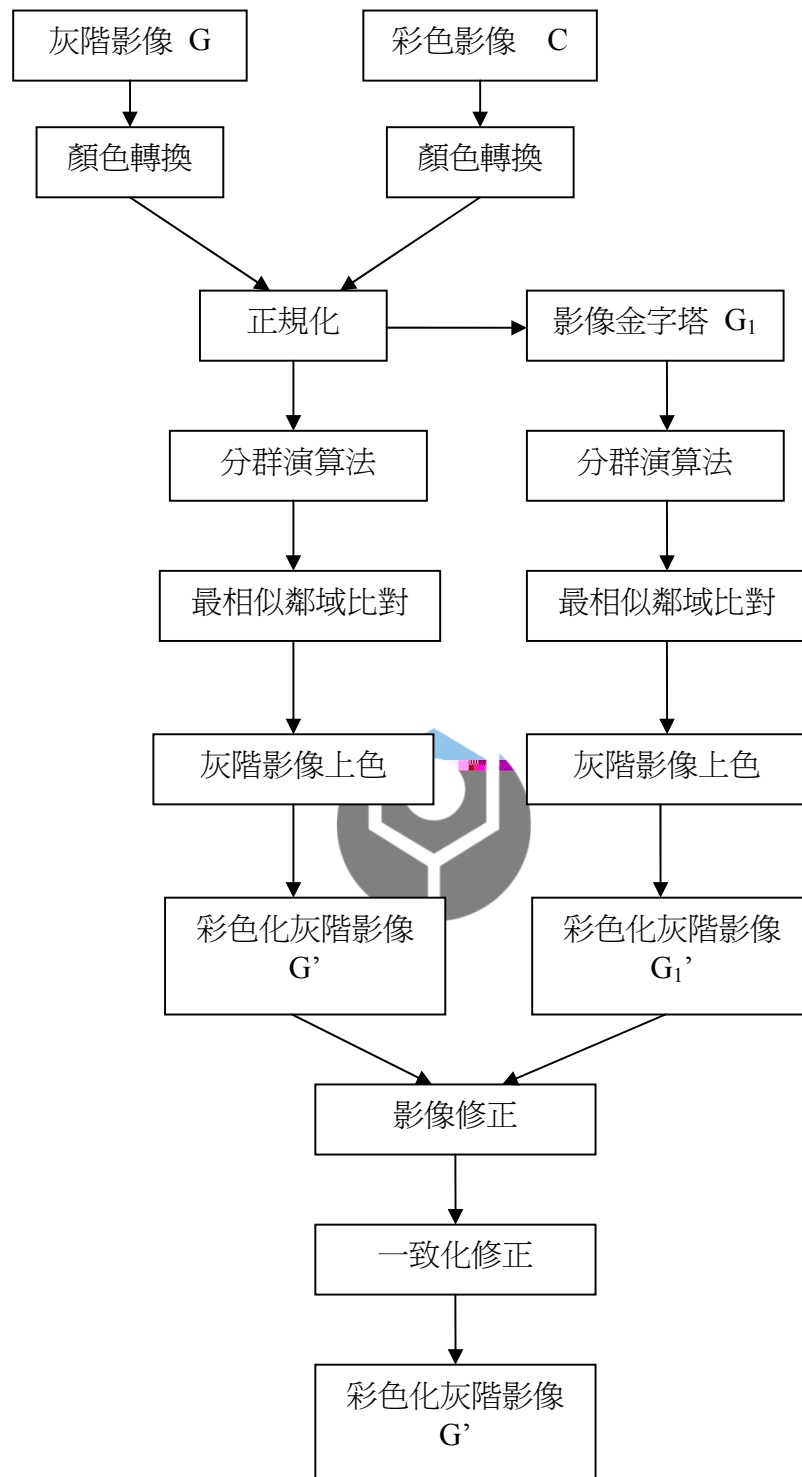 灰階影像 G
彩色影像 C
顏色轉換
顏色轉換
正規化
影像金字塔 G₁
分群演算法
分群演算法
最相似鄰域比對
最相似鄰域比對
灰階影像上色
灰階影像上色
彩色化灰階影像
G’
彩色化灰階影像
G₁’
影像修正
一致化修正
彩色化灰階影像
G’